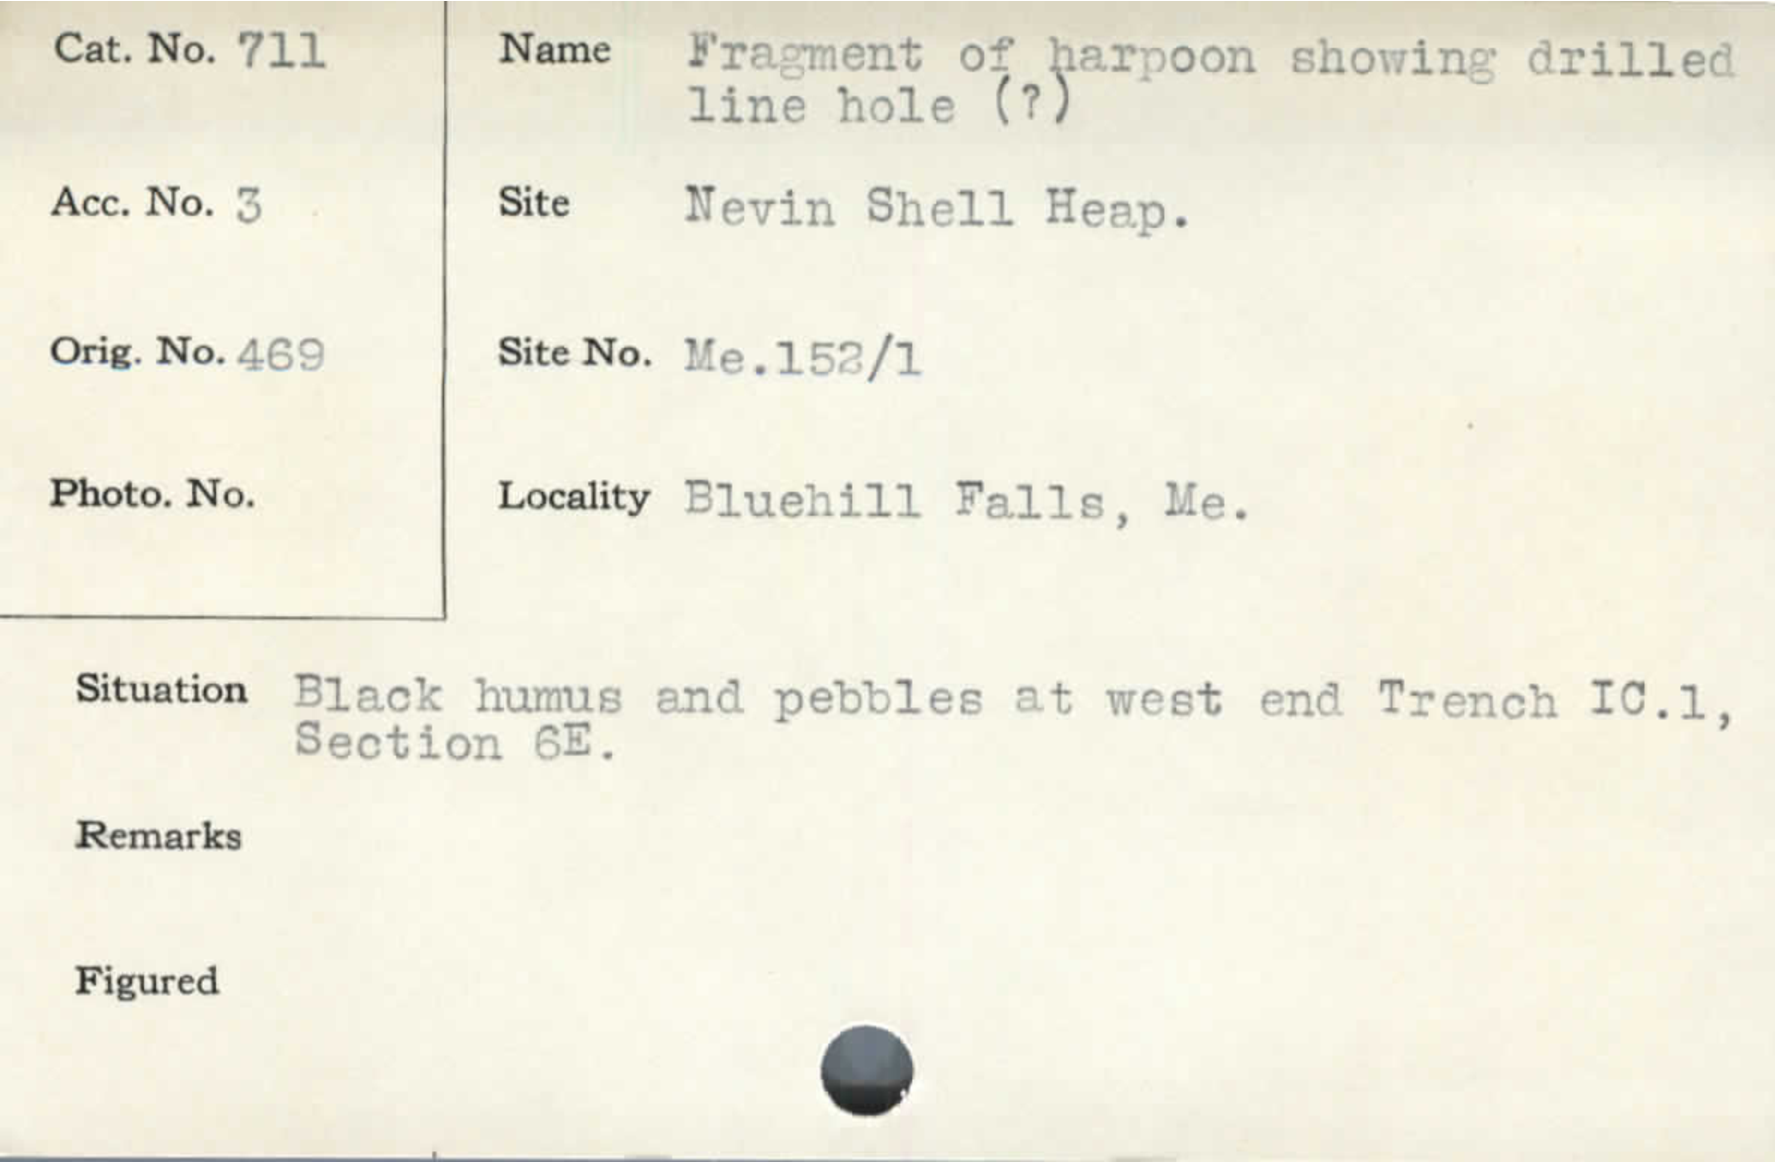 Cat. No. 711
Name Fragment of harpoon showing drilled
line hole (?)
Acc. No. 3
Site Nevin Shell Heap.
Orig. No. 469
Site No. Me.152/1
Photo. No.
Locality Bluehill Falls, Me.
Situation Black humus and pebbles at west end Trench IC.1,
Section 6E.
Remarks
Figured